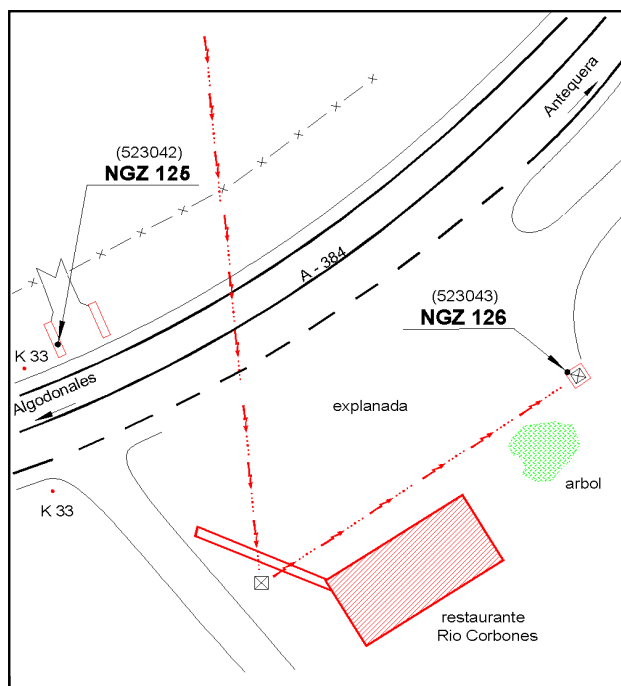 Antequera
(523042)
NGZ 125
A - 384
(523043)
NGZ 126
K 33
Algodonales
explanada
arbol
K 33
restaurante
Rio Corbones